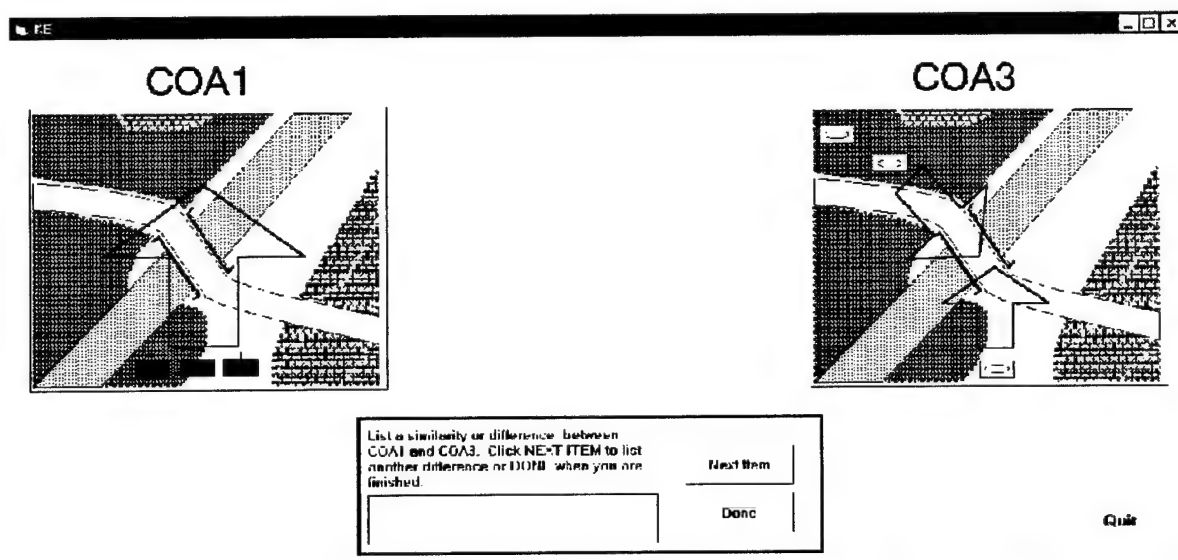 KE
COA1
COA3
List a similarity or difference between
COA1 and COA3. Click NEXT ITEM to list
another difference or DONE when you are
finished.
Next Item
Done
Quit